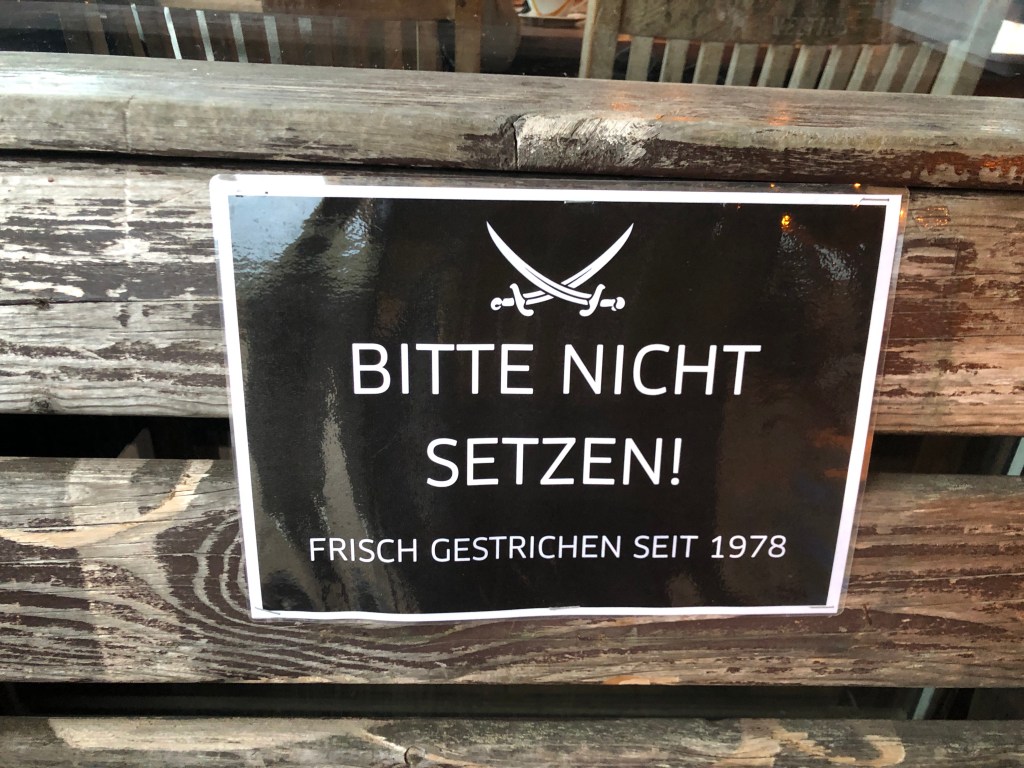 BITTE NICHT
SETZEN!
FRISCH GESTRICHEN SEIT 1978